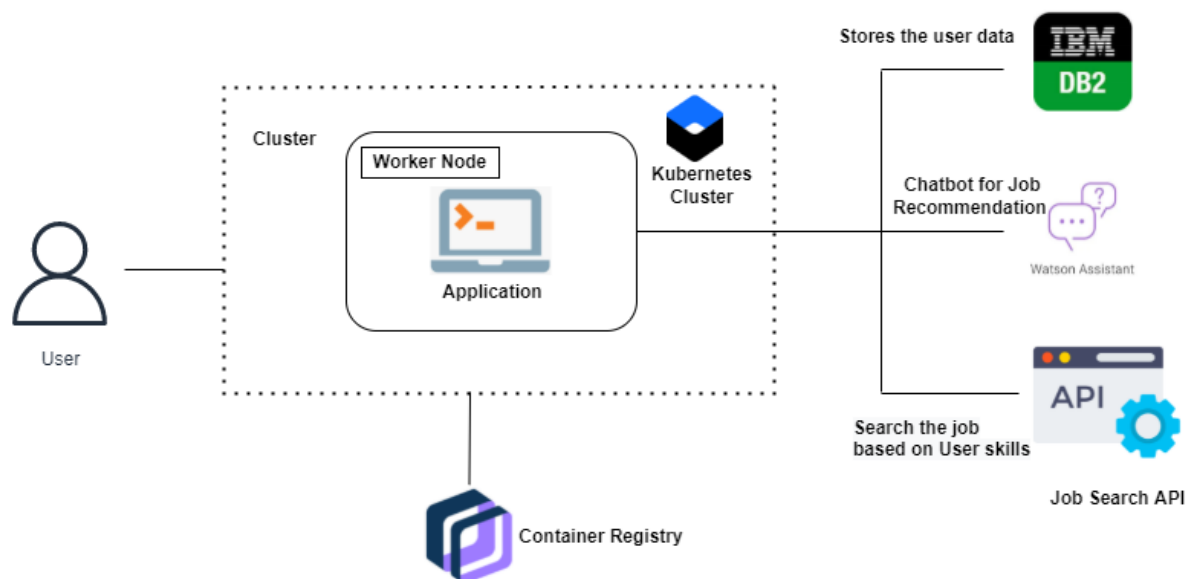 Stores the user data
IBM
DB2
Cluster
Worker Node
Kubernetes
Cluster
Application
Chatbot for Job
Recommendation
?
Watson Assistant
User
API
Search the job
based on User skills
Job Search API
Container Registry